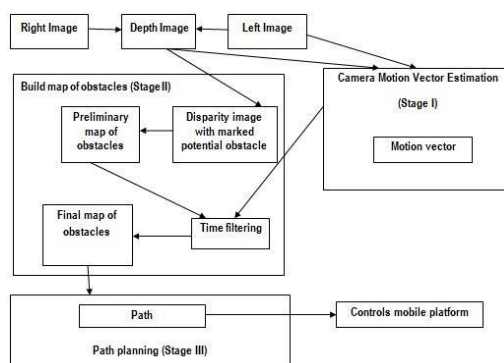 Right Image
Depth Image
Left Image
Build map of obstacles (Stage II)
Camera Motion Vector Estimation
(Stage I)
Preliminary
map of
obstacles
Disparity image
with marked
potential obstacle
Motion vector
Final map of
obstacles
Time filtering
Path
Controls mobile platform
Path planning (Stage III)